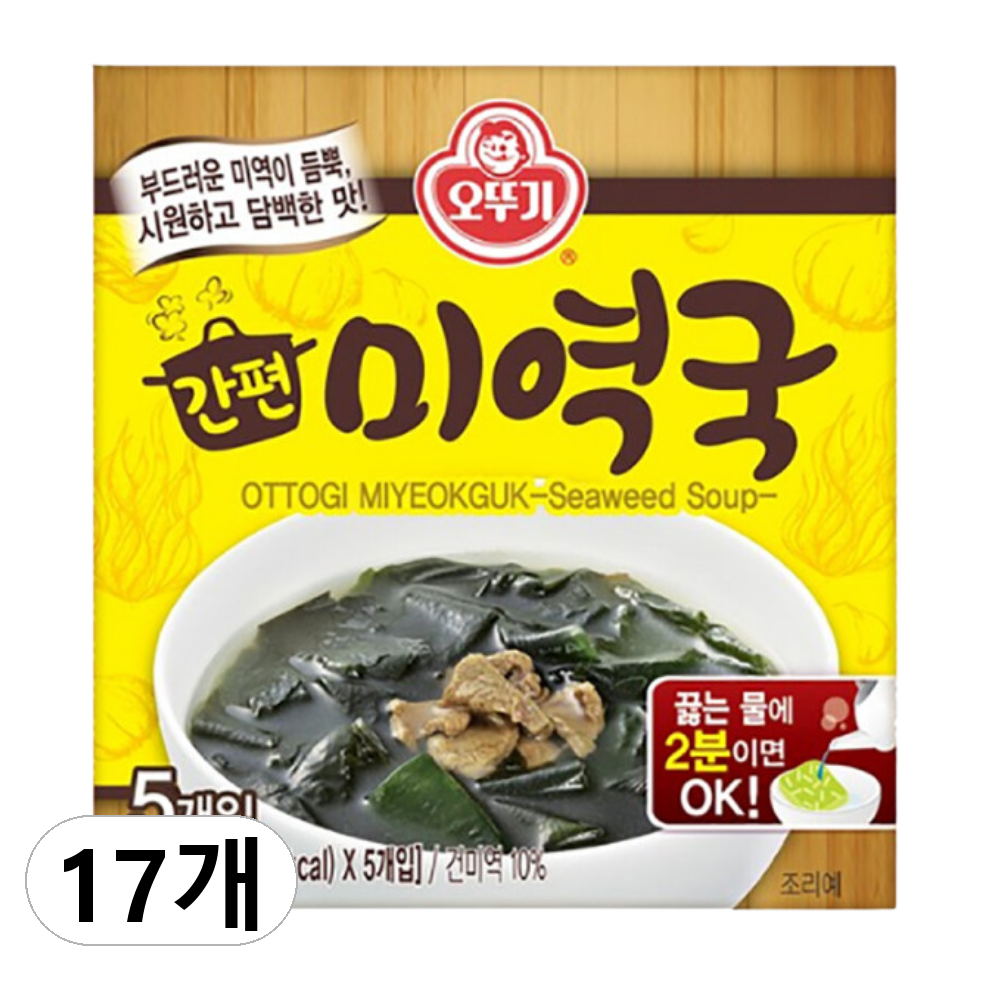 부드러운 미역이 듬뿍,
시원하고 담백한 맛!
오뚜기
®
간편 미역국
OTTOGI MIYEOKGUK-Seaweed Soup-
끓는 물에
2분이면
OK!
5개입
cal) X 5개입] / 건미역 10%
조리예
17개